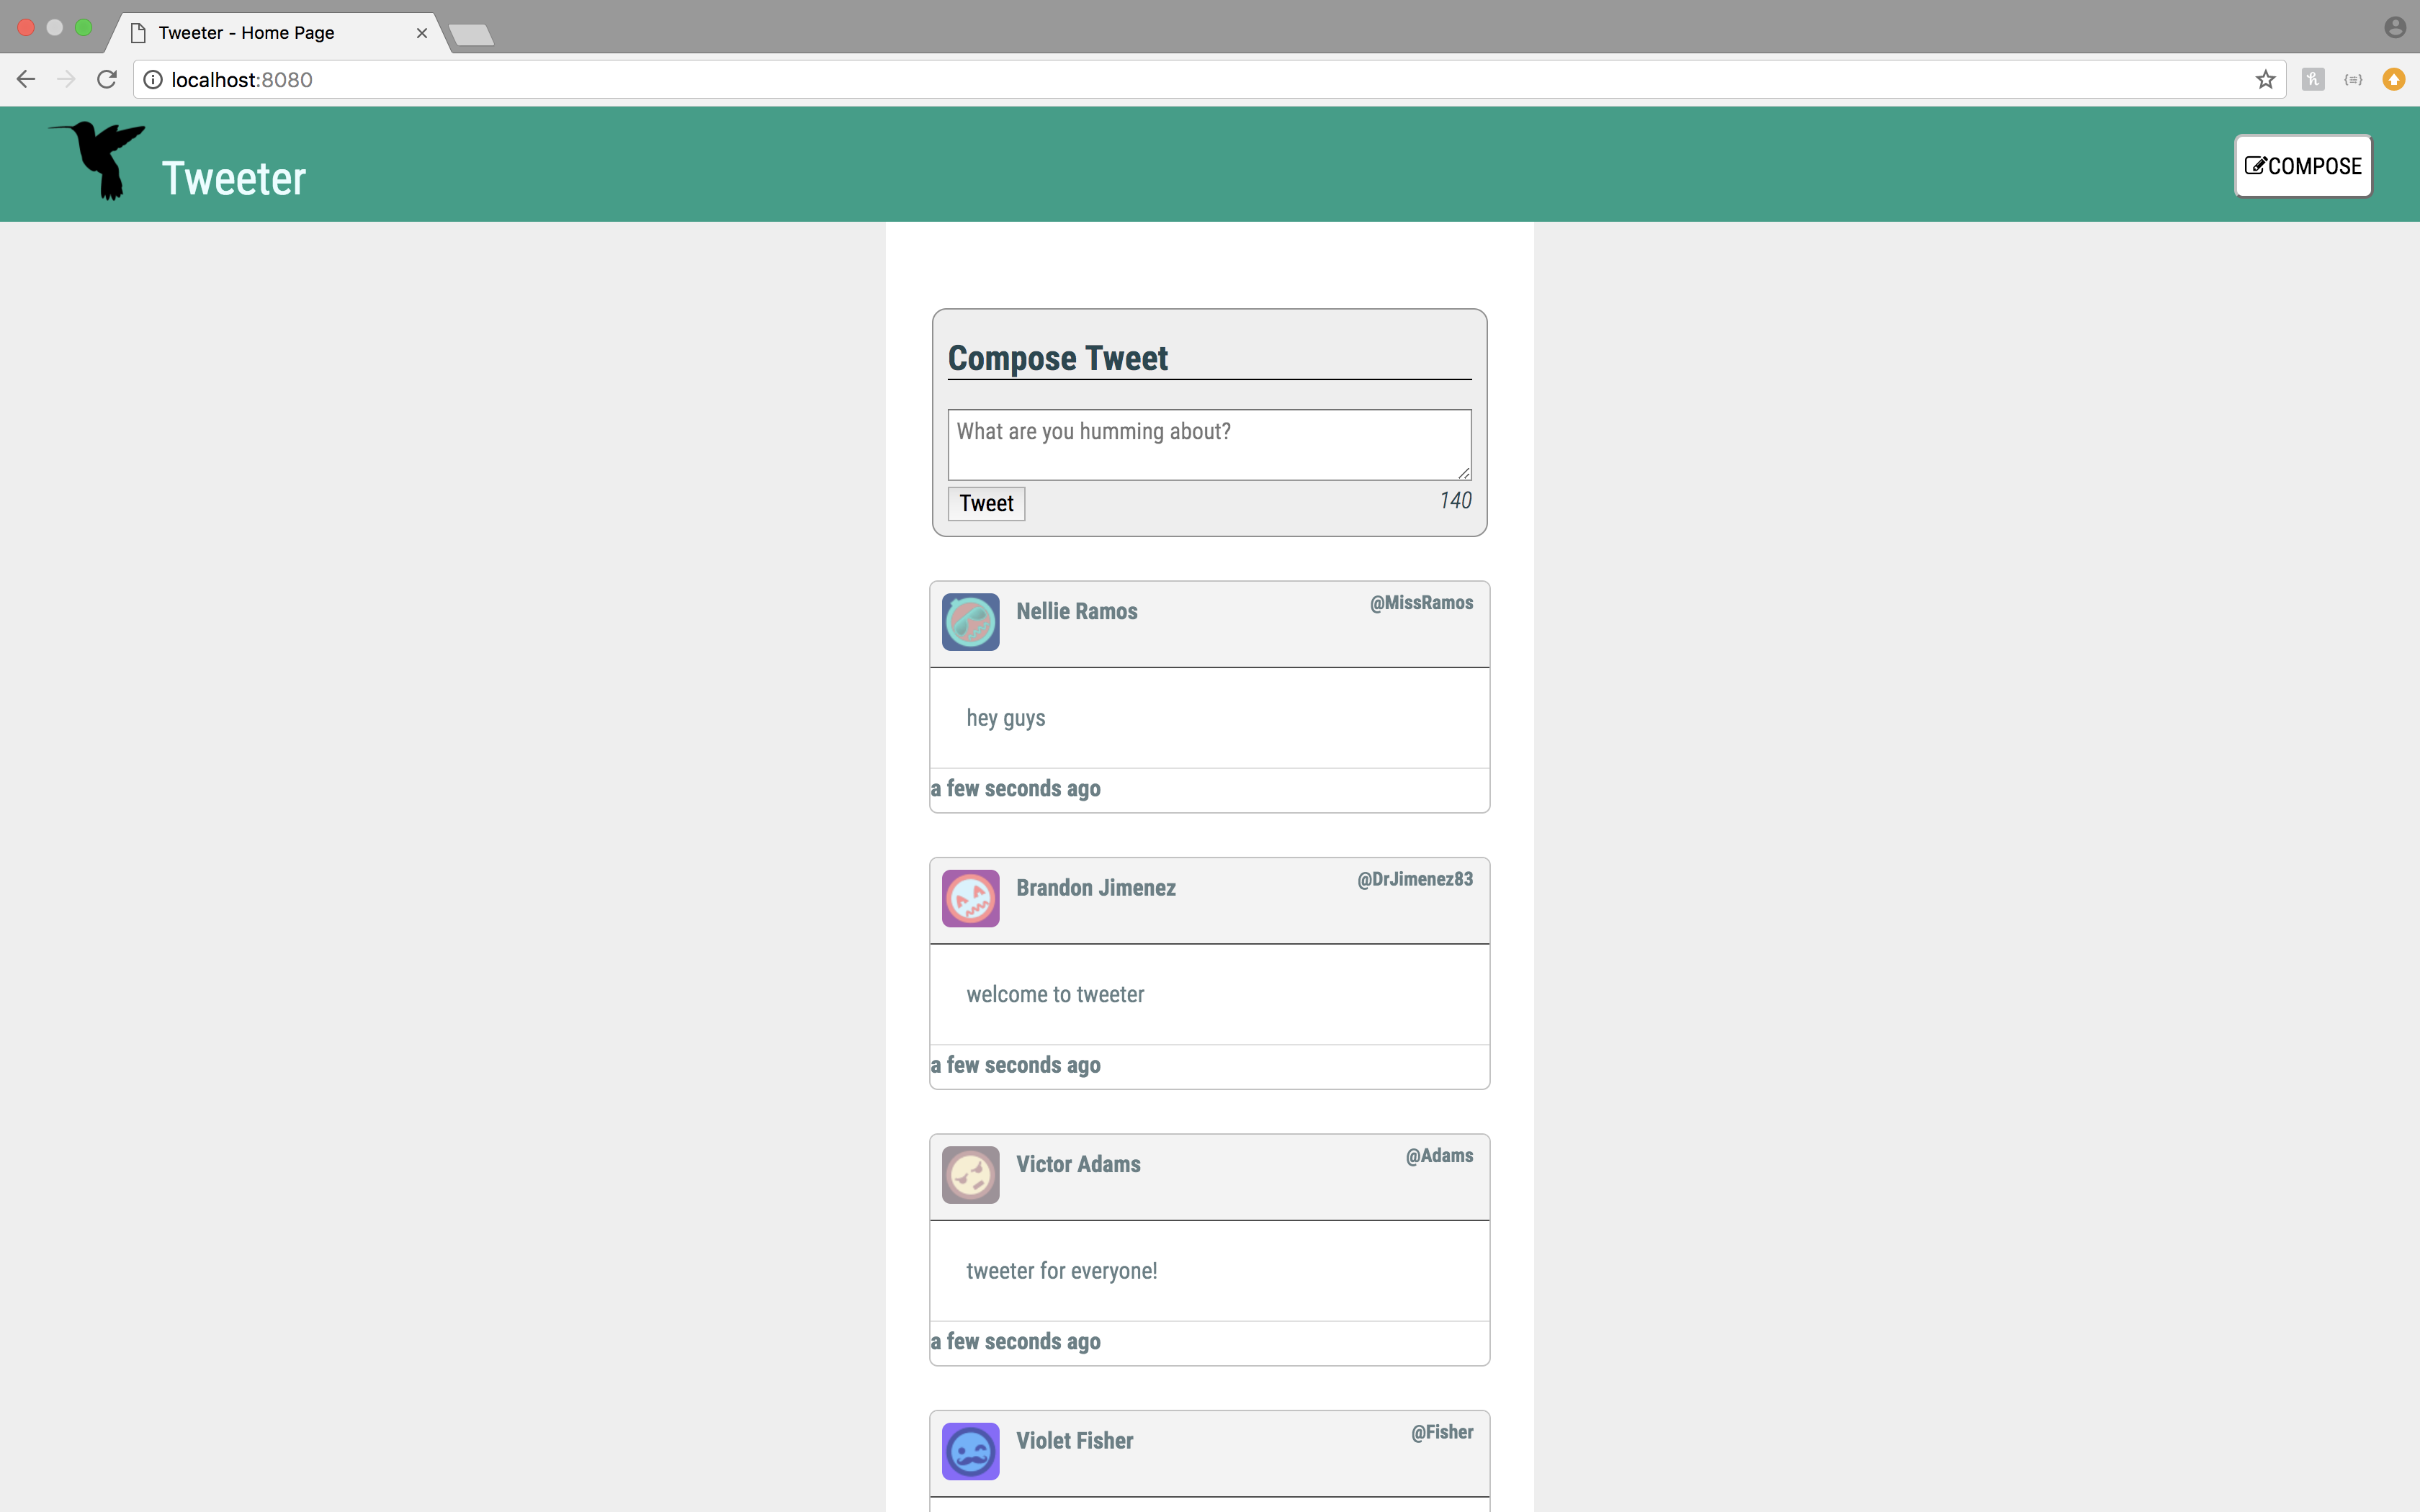 Tweeter - Home Page
localhost:8080
Tweeter
COMPOSE
Compose Tweet
What are you humming about?
Tweet 140
Nellie Ramos @MissRamos
hey guys
a few seconds ago
Brandon Jimenez @DrJimenez83
welcome to tweeter
a few seconds ago
Victor Adams @Adams
tweeter for everyone!
a few seconds ago
Violet Fisher @Fisher